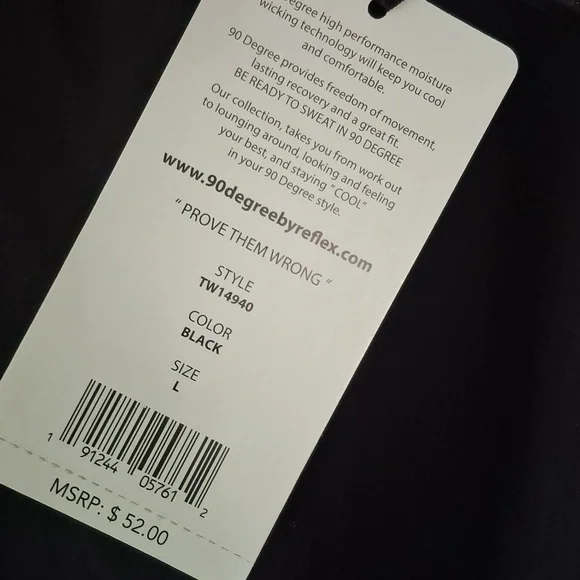 egree high performance moisture
wicking technology will keep you cool
and comfortable.
90 Degree provides freedom of movement,
lasting recovery and a great fit.
BE READY TO SWEAT IN 90 DEGREE
Our collection, takes you from work out
to lounging around, looking and feeling
your best, and staying "COOL"
in your 90 Degree style.
www.90degreebyreflex.com
" PROVE THEM WRONG "
STYLE
TW14940
COLOR
BLACK
SIZE
L
1 91244 05761 2
MSRP: $ 52.00